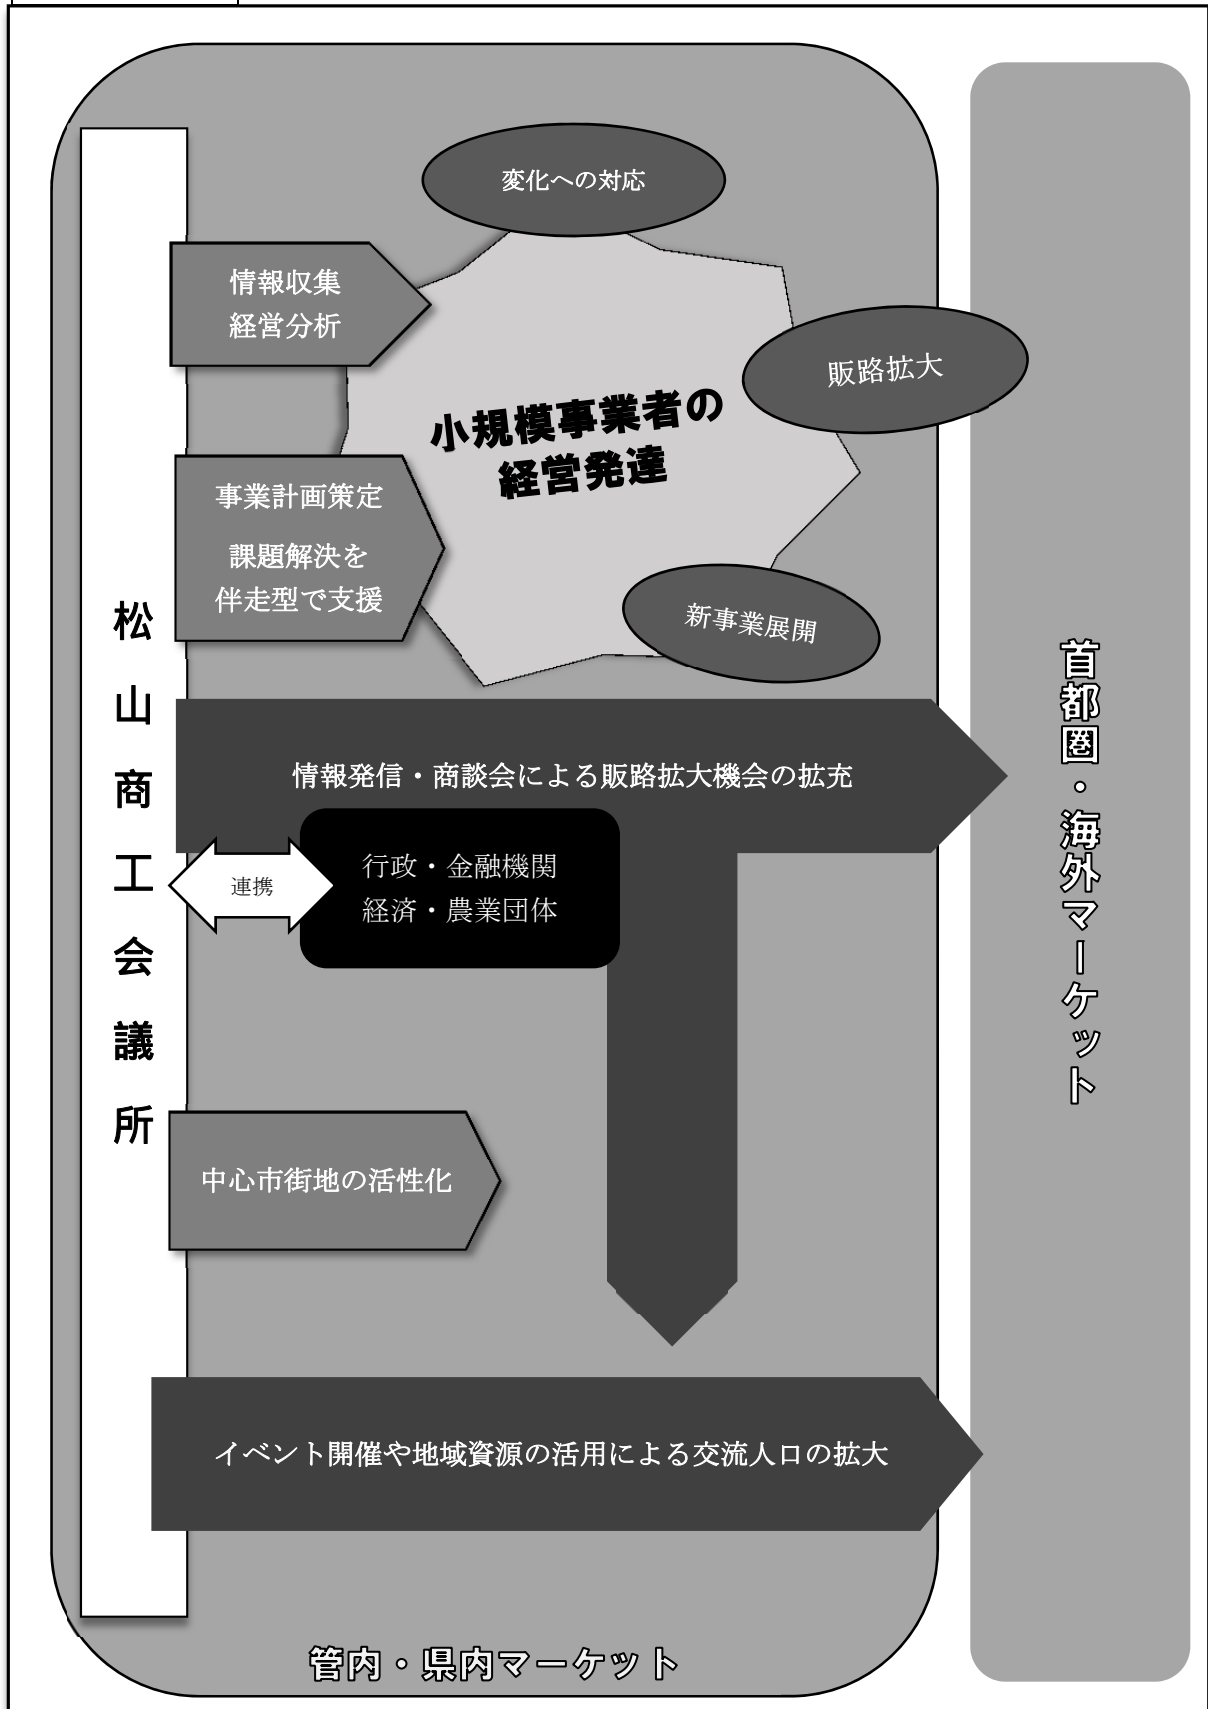 変化への対応
情報収集
経営分析
販路拡大
小規模事業者の
経営発達
事業計画策定
課題解決を
伴走型で支援
新事業展開
松山商工会議所
首都圏・海外マーケット
情報発信・商談会による販路拡大機会の拡充
連携
行政・金融機関
経済・農業団体
中心市街地の活性化
イベント開催や地域資源の活用による交流人口の拡大
管内・県内マーケット